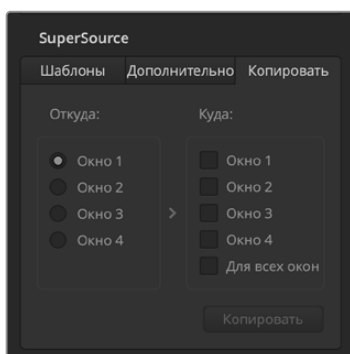 SuperSource
Шаблоны Дополнительно Копировать
Откуда: Куда:
Окно 1 Окно 1
Окно 2 Окно 2
Окно 3 > Окно 3
Окно 4 Окно 4
Для всех окон
Копировать